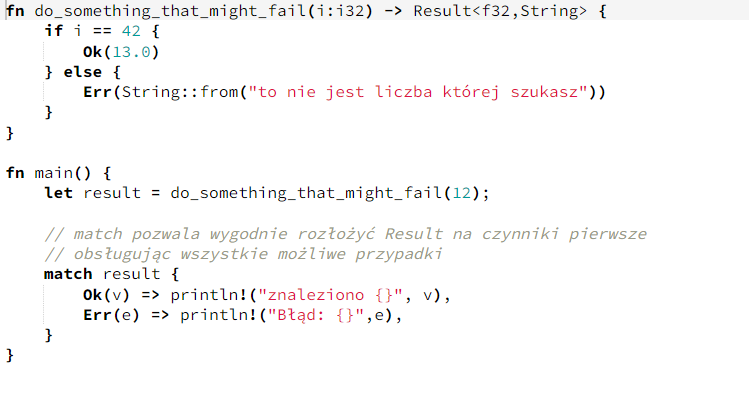 fn do_something_that_might_fail(i:i32) -> Result<f32,String> {
    if i == 42 {
        Ok(13.0)
    } else {
        Err(String::from("to nie jest liczba której szukasz"))
    }
}

fn main() {
    let result = do_something_that_might_fail(12);

    // match pozwala wygodnie rozłożyć Result na czynniki pierwsze
    // obsługując wszystkie możliwe przypadki
    match result {
        Ok(v) => println!("znaleziono {}", v),
        Err(e) => println!("Błąd: {}",e),
    }
}